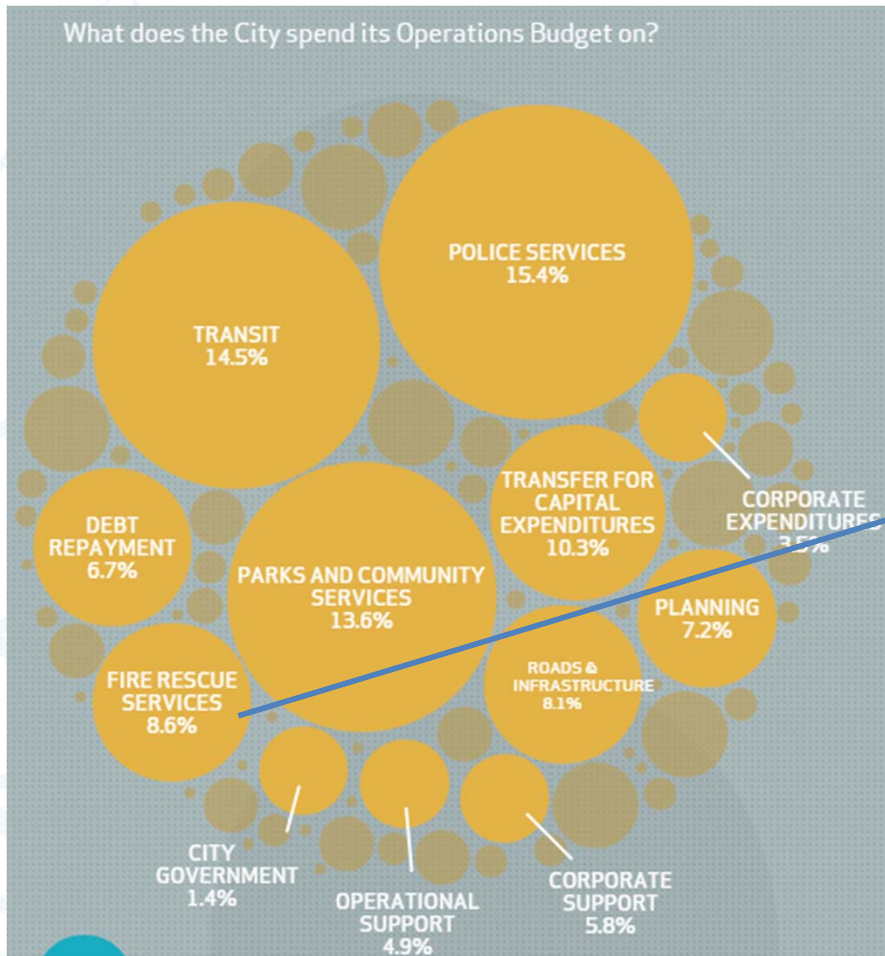 What does the City spend its Operations Budget on?
POLICE SERVICES
15.4%
TRANSIT
14.5%
TRANSFER FOR
CAPITAL
EXPENDITURES
10.3%
CORPORATE
EXPENDITURES
3.5%
DEBT
REPAYMENT
6.7%
PARKS AND COMMUNITY
SERVICES
13.6%
PLANNING
7.2%
FIRE RESCUE
SERVICES
8.6%
ROADS &
INFRASTRUCTURE
8.1%
CITY
GOVERNMENT
1.4%
OPERATIONAL
SUPPORT
4.9%
CORPORATE
SUPPORT
5.8%